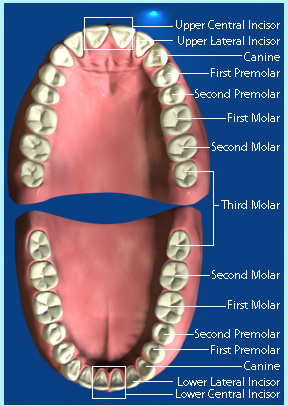 Upper Central Incisor
Upper Lateral Incisor
Canine
First Premolar
Second Premolar
First Molar
Second Molar
Third Molar
Second Molar
First Molar
Second Premolar
First Premolar
Canine
Lower Lateral Incisor
Lower Central Incisor